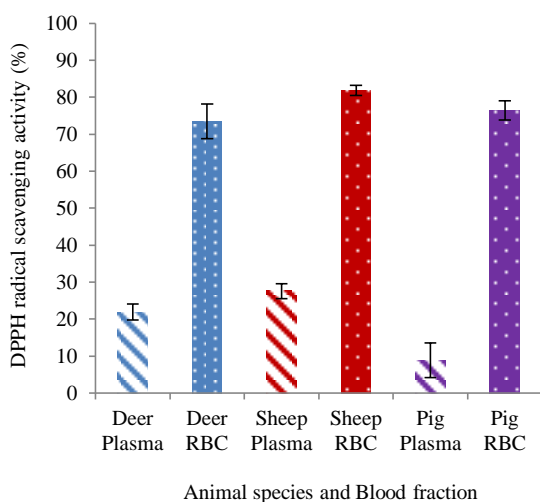 DPPH radical scavenging activity (%)
100
90
80
70
60
50
40
30
20
10
0
Deer Plasma
Deer RBC
Sheep Plasma
Sheep RBC
Pig Plasma
Pig RBC
Animal species and Blood fraction